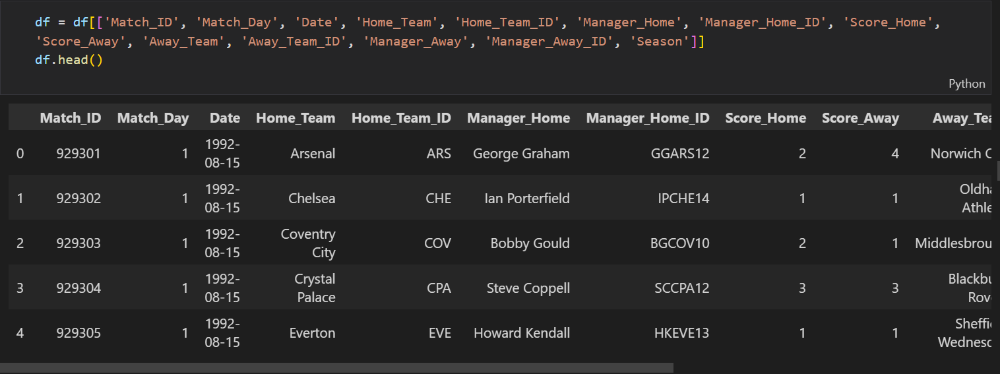 df = df[['Match_ID', 'Match_Day', 'Date', 'Home_Team', 'Home_Team_ID', 'Manager_Home', 'Manager_Home_ID', 'Score_Home',
'Score_Away', 'Away_Team', 'Away_Team_ID', 'Manager_Away', 'Manager_Away_ID', 'Season']]
df.head()
Python
Match_ID Match_Day Date Home_Team Home_Team_ID Manager_Home Manager_Home_ID Score_Home Score_Away Away_Tea
0 929301 1 1992-08-15 Arsenal ARS George Graham GGARS12 2 4 Norwich C
1 929302 1 1992-08-15 Chelsea CHE Ian Porterfield IPCHE14 1 1 Oldha Athle
2 929303 1 1992-08-15 Coventry City COV Bobby Gould BGCOV10 2 1 Middlesbrou
3 929304 1 1992-08-15 Crystal Palace CPA Steve Coppell SCCPA12 3 3 Blackbu Rov
4 929305 1 1992-08-15 Everton EVE Howard Kendall HKEVE13 1 1 Sheffi Wednesd